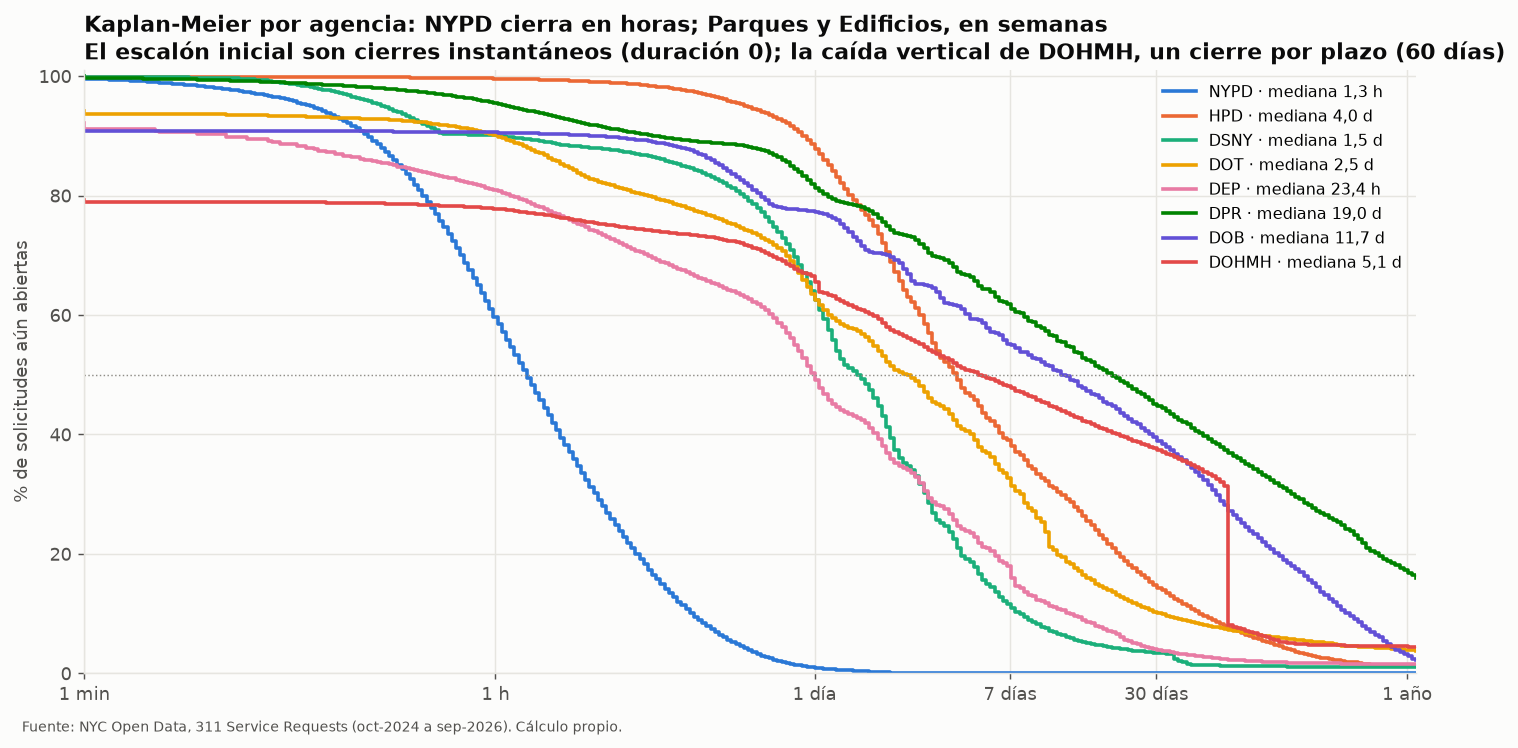 Kaplan-Meier por agencia: NYPD cierra en horas; Parques y Edificios, en semanas
El escalón inicial son cierres instantáneos (duración 0); la caída vertical de DOHMH, un cierre por plazo (60 días)
% de solicitudes aún abiertas
100
80
60
40
20
0
NYPD · mediana 1,3 h
HPD · mediana 4,0 d
DSNY · mediana 1,5 d
DOT · mediana 2,5 d
DEP · mediana 23,4 h
DPR · mediana 19,0 d
DOB · mediana 11,7 d
DOHMH · mediana 5,1 d
1 min
1 h
1 día
7 días
30 días
1 año
Fuente: NYC Open Data, 311 Service Requests (oct-2024 a sep-2026). Cálculo propio.